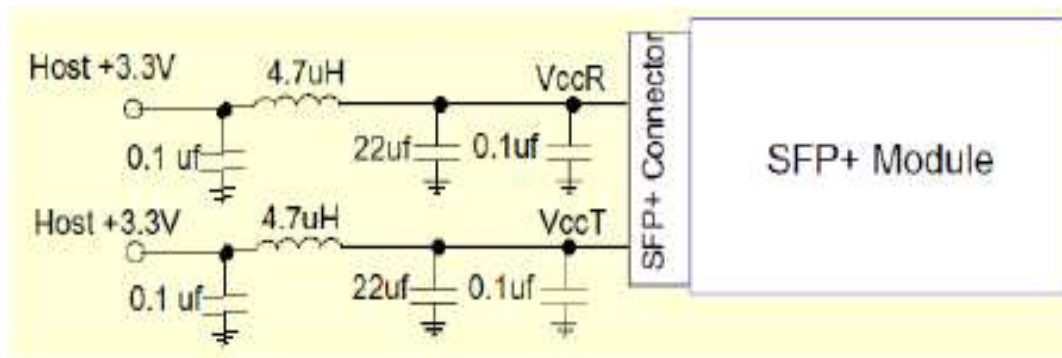 Host +3.3V
4.7uH
VccR
0.1 uf
22uf
0.1uf
Host +3.3V
4.7uH
VccT
0.1 uf
22uf
0.1uf
SFP+ Connector
SFP+ Module